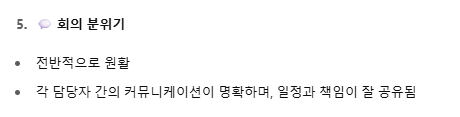 5. 💬 회의 분위기
• 전반적으로 원활
• 각 담당자 간의 커뮤니케이션이 명확하며, 일정과 책임이 잘 공유됨